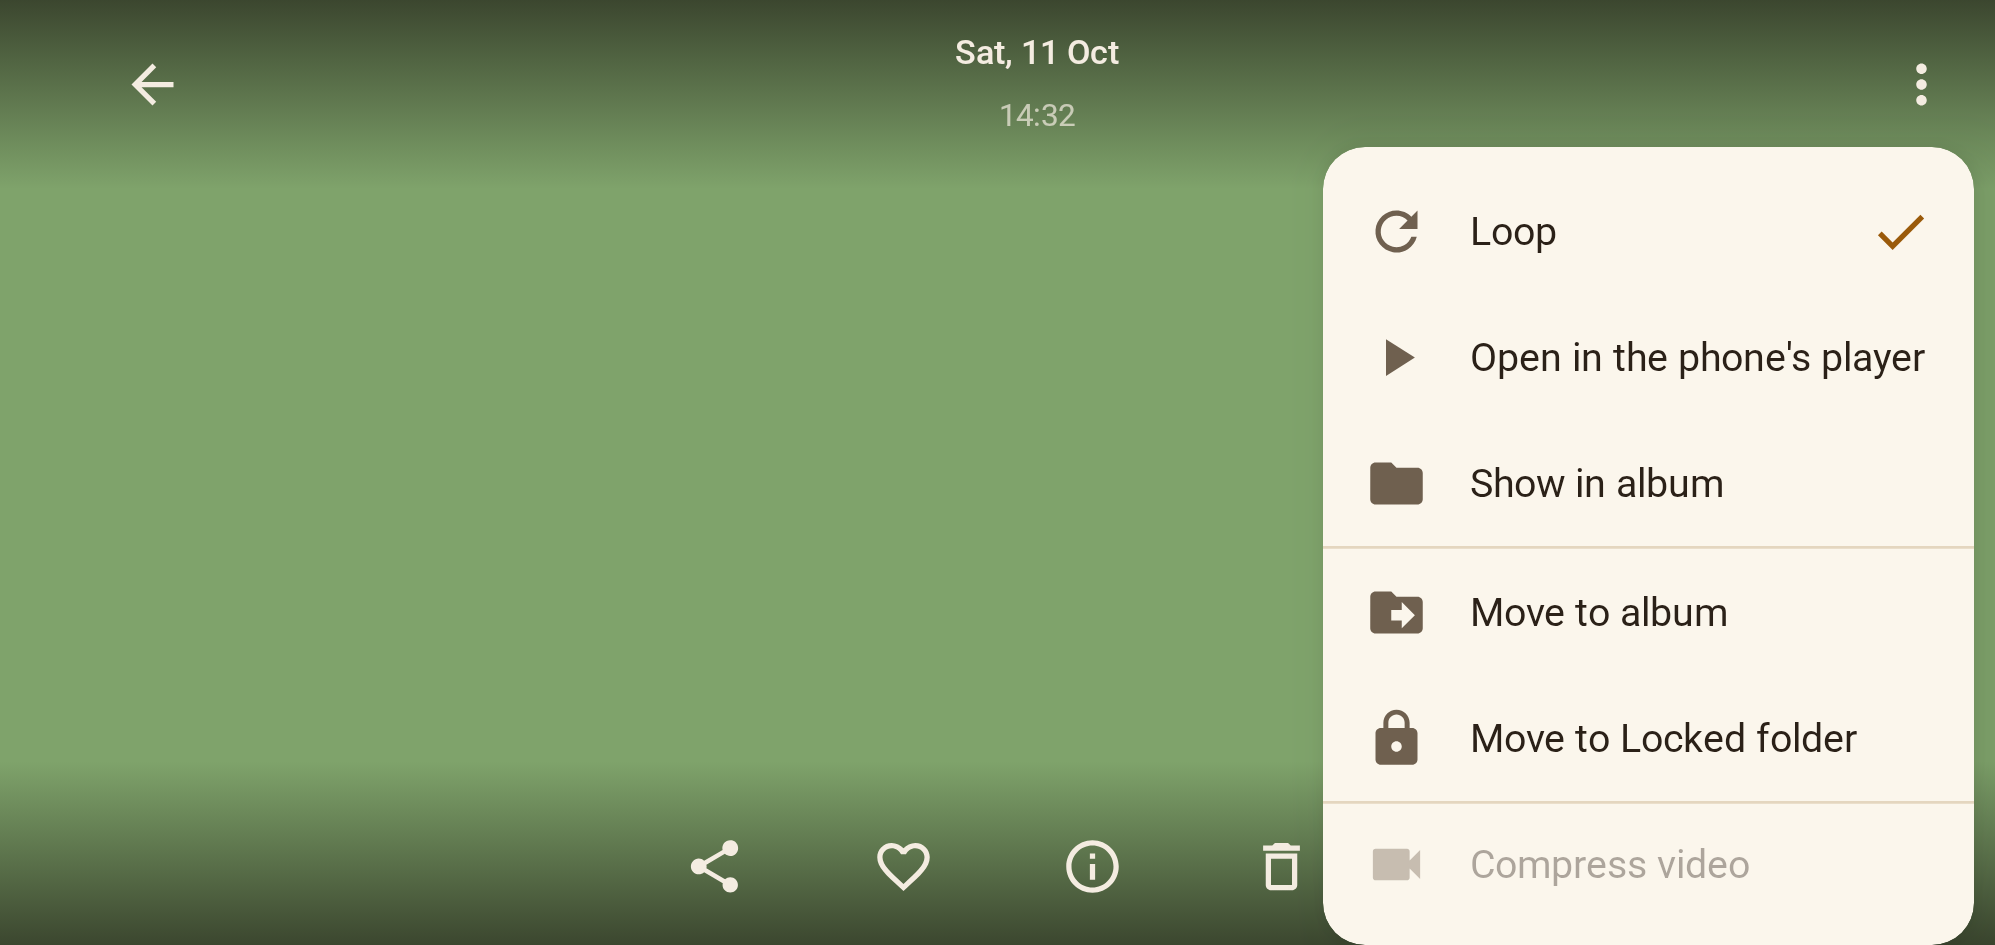 Sat, 11 Oct
14:32
Loop
Open in the phone's player
Show in album
Move to album
Move to Locked folder
Compress video